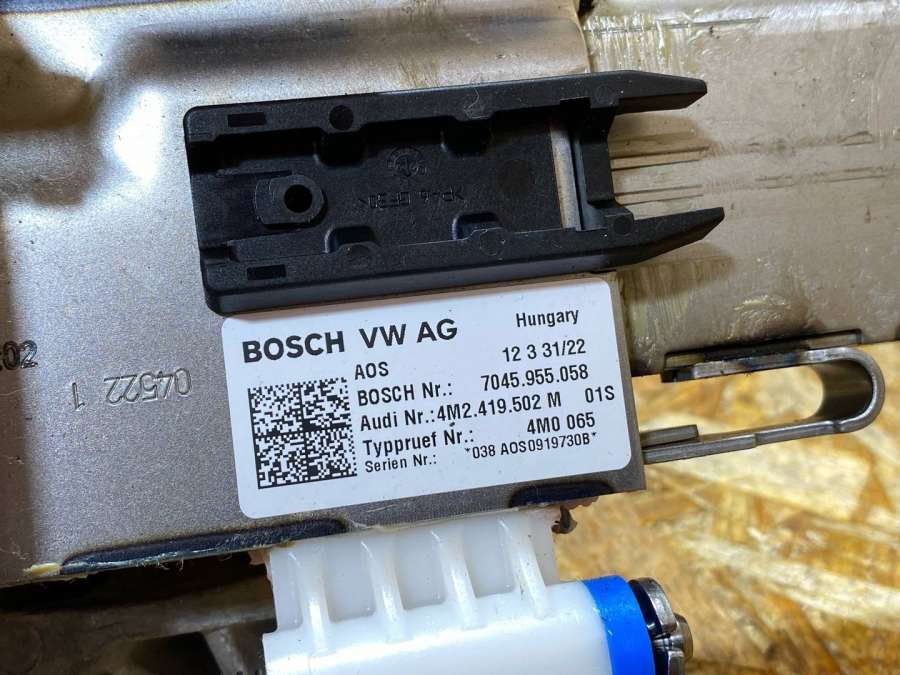 BOSCH VW AG Hungary
AOS 12 3 31/22
BOSCH Nr.: 7045.955.058
Audi Nr.: 4M2.419.502 M 01S
Typpruef Nr.: 4M0 065
Serien Nr.: *038 AOS0919730B*
04522 1